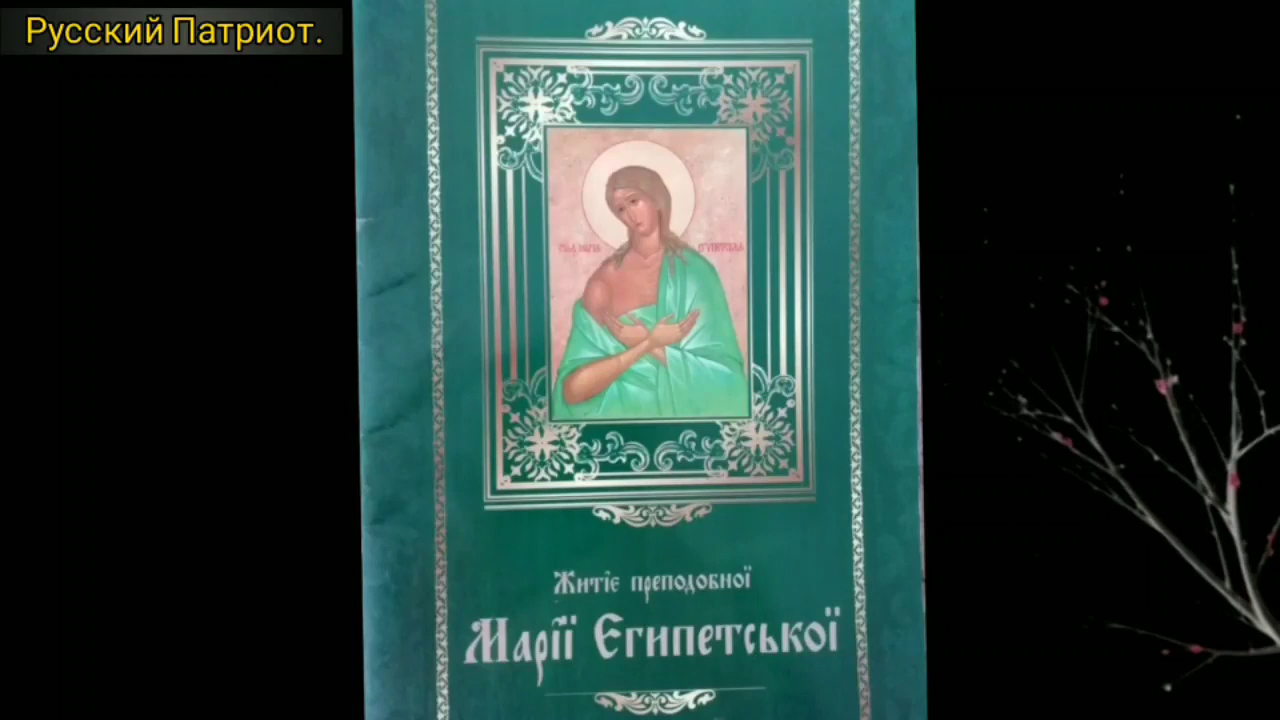 Русский Патриот.
Житіє преподобної
Марії Єгипетської